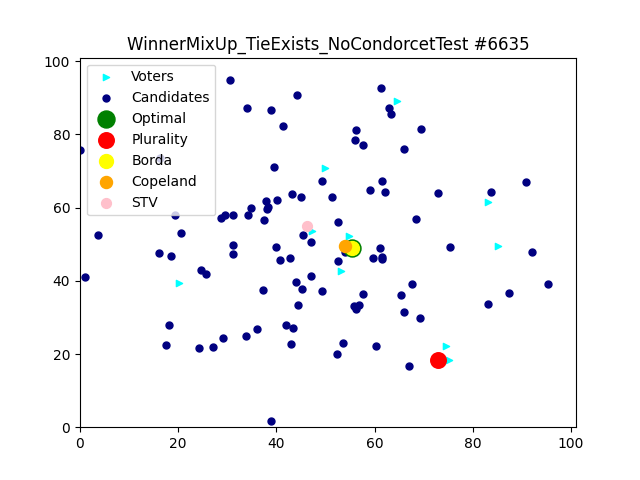 WinnerMixUp_TieExists_NoCondorcetTest #6635
Voters
Candidates
Optimal
Plurality
Borda
Copeland
STV
100
80
60
40
20
0
0 20 40 60 80 100